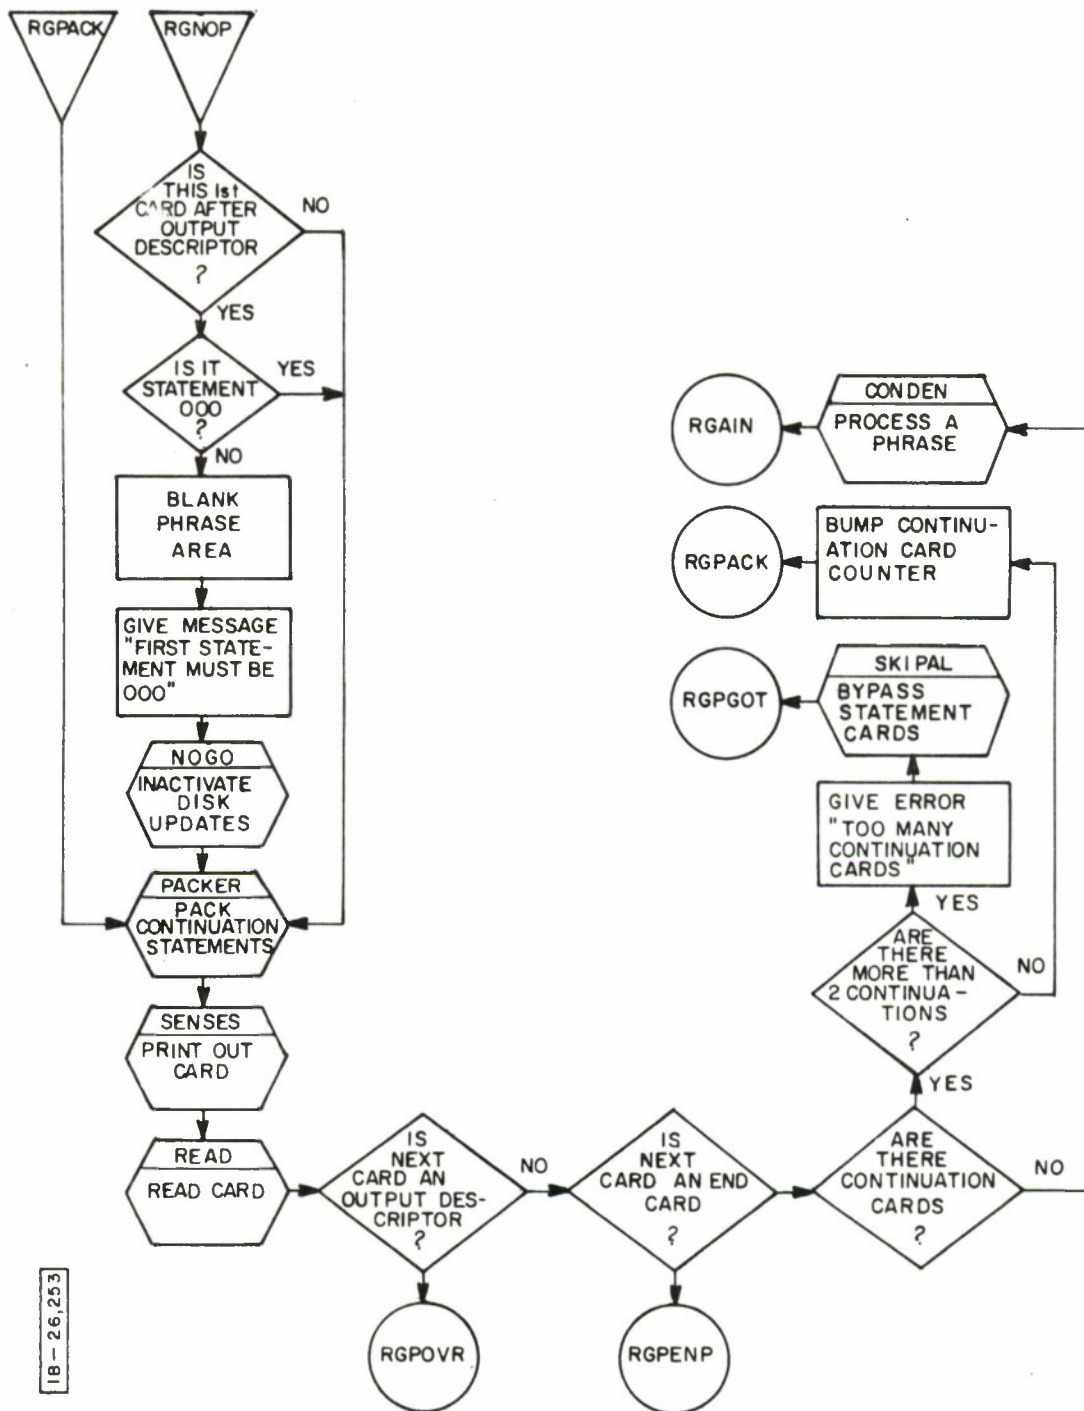 RGPACK
RGNOP
IS
THIS 1st
CARD AFTER
OUTPUT
DESCRIPTOR
?
NO
YES
IS IT
STATEMENT
000
?
YES
NO
BLANK
PHRASE
AREA
GIVE MESSAGE
"FIRST STATE-
MENT MUST BE
000"
NOGO
INACTIVATE
DISK
UPDATES
PACKER
PACK
CONTINUATION
STATEMENTS
SENSES
PRINT OUT
CARD
READ
READ CARD
IS
NEXT
CARD AN
OUTPUT DES-
CRIPTOR
?
NO
RGPOVR
IS
NEXT
CARD AN END
CARD
?
RGPENP
ARE
THERE
CONTINUATION
CARDS
?
NO
YES
ARE
THERE
MORE THAN
2 CONTINUA-
TIONS
?
NO
YES
GIVE ERROR
"TOO MANY
CONTINUATION
CARDS"
SKIPAL
BYPASS
STATEMENT
CARDS
RGPGOT
BUMP CONTINU-
ATION CARD
COUNTER
RGPACK
CONDEN
PROCESS A
PHRASE
RGAIN
IB-26,253